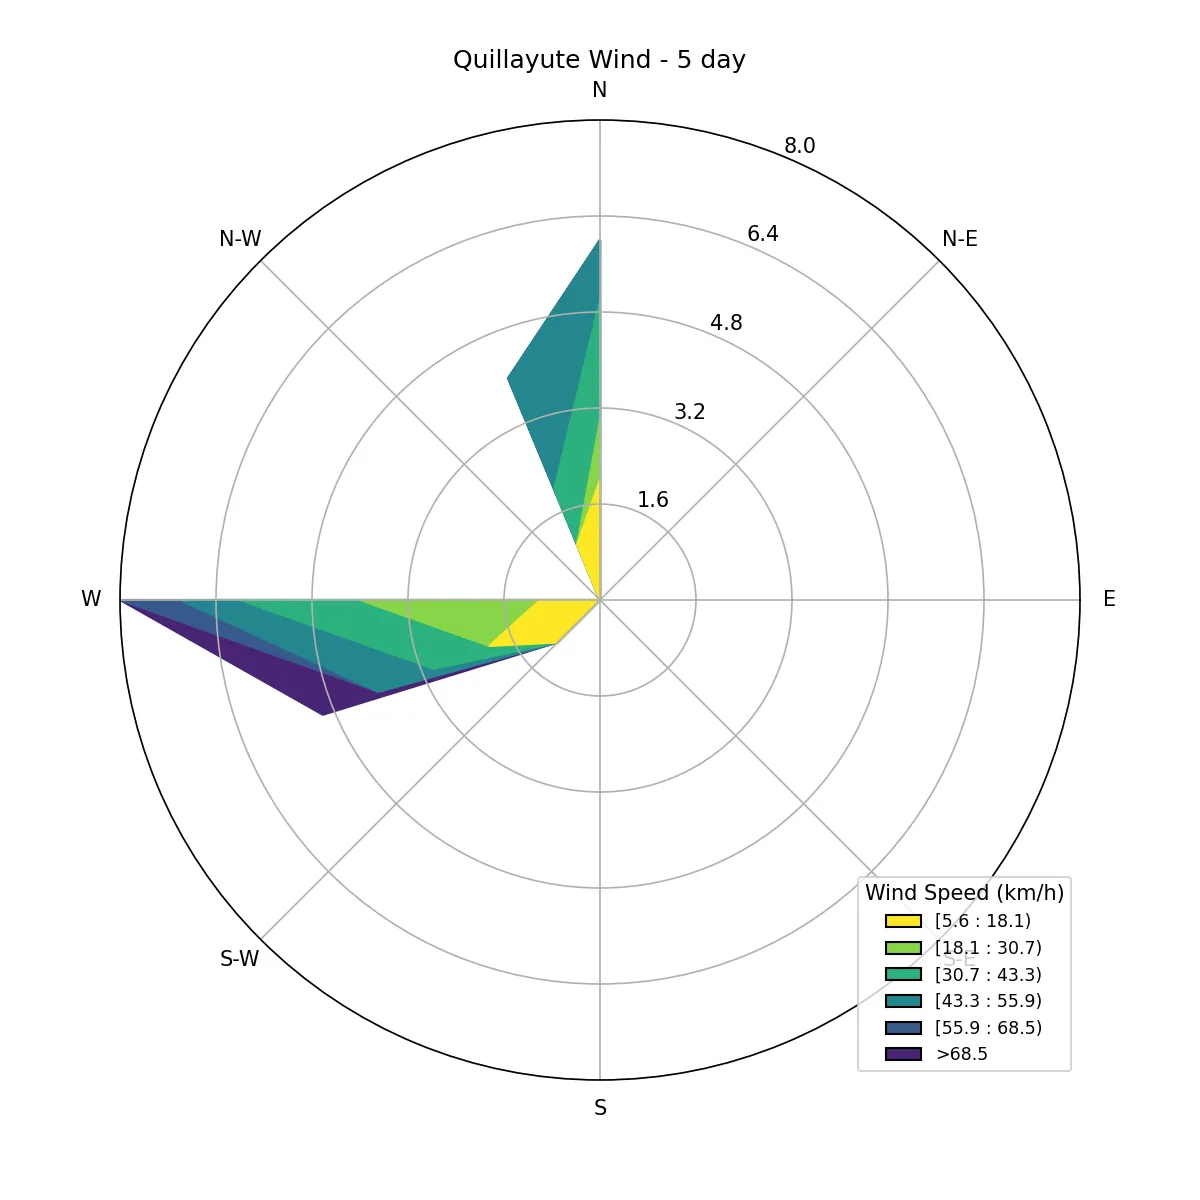 Quillayute Wind - 5 day
N
8.0
N-W
6.4
N-E
4.8
3.2
1.6
W
E
Wind Speed (km/h)
[5.6 : 18.1)
[18.1 : 30.7)
S-W
S-E
[30.7 : 43.3)
[43.3 : 55.9)
[55.9 : 68.5)
>68.5
S